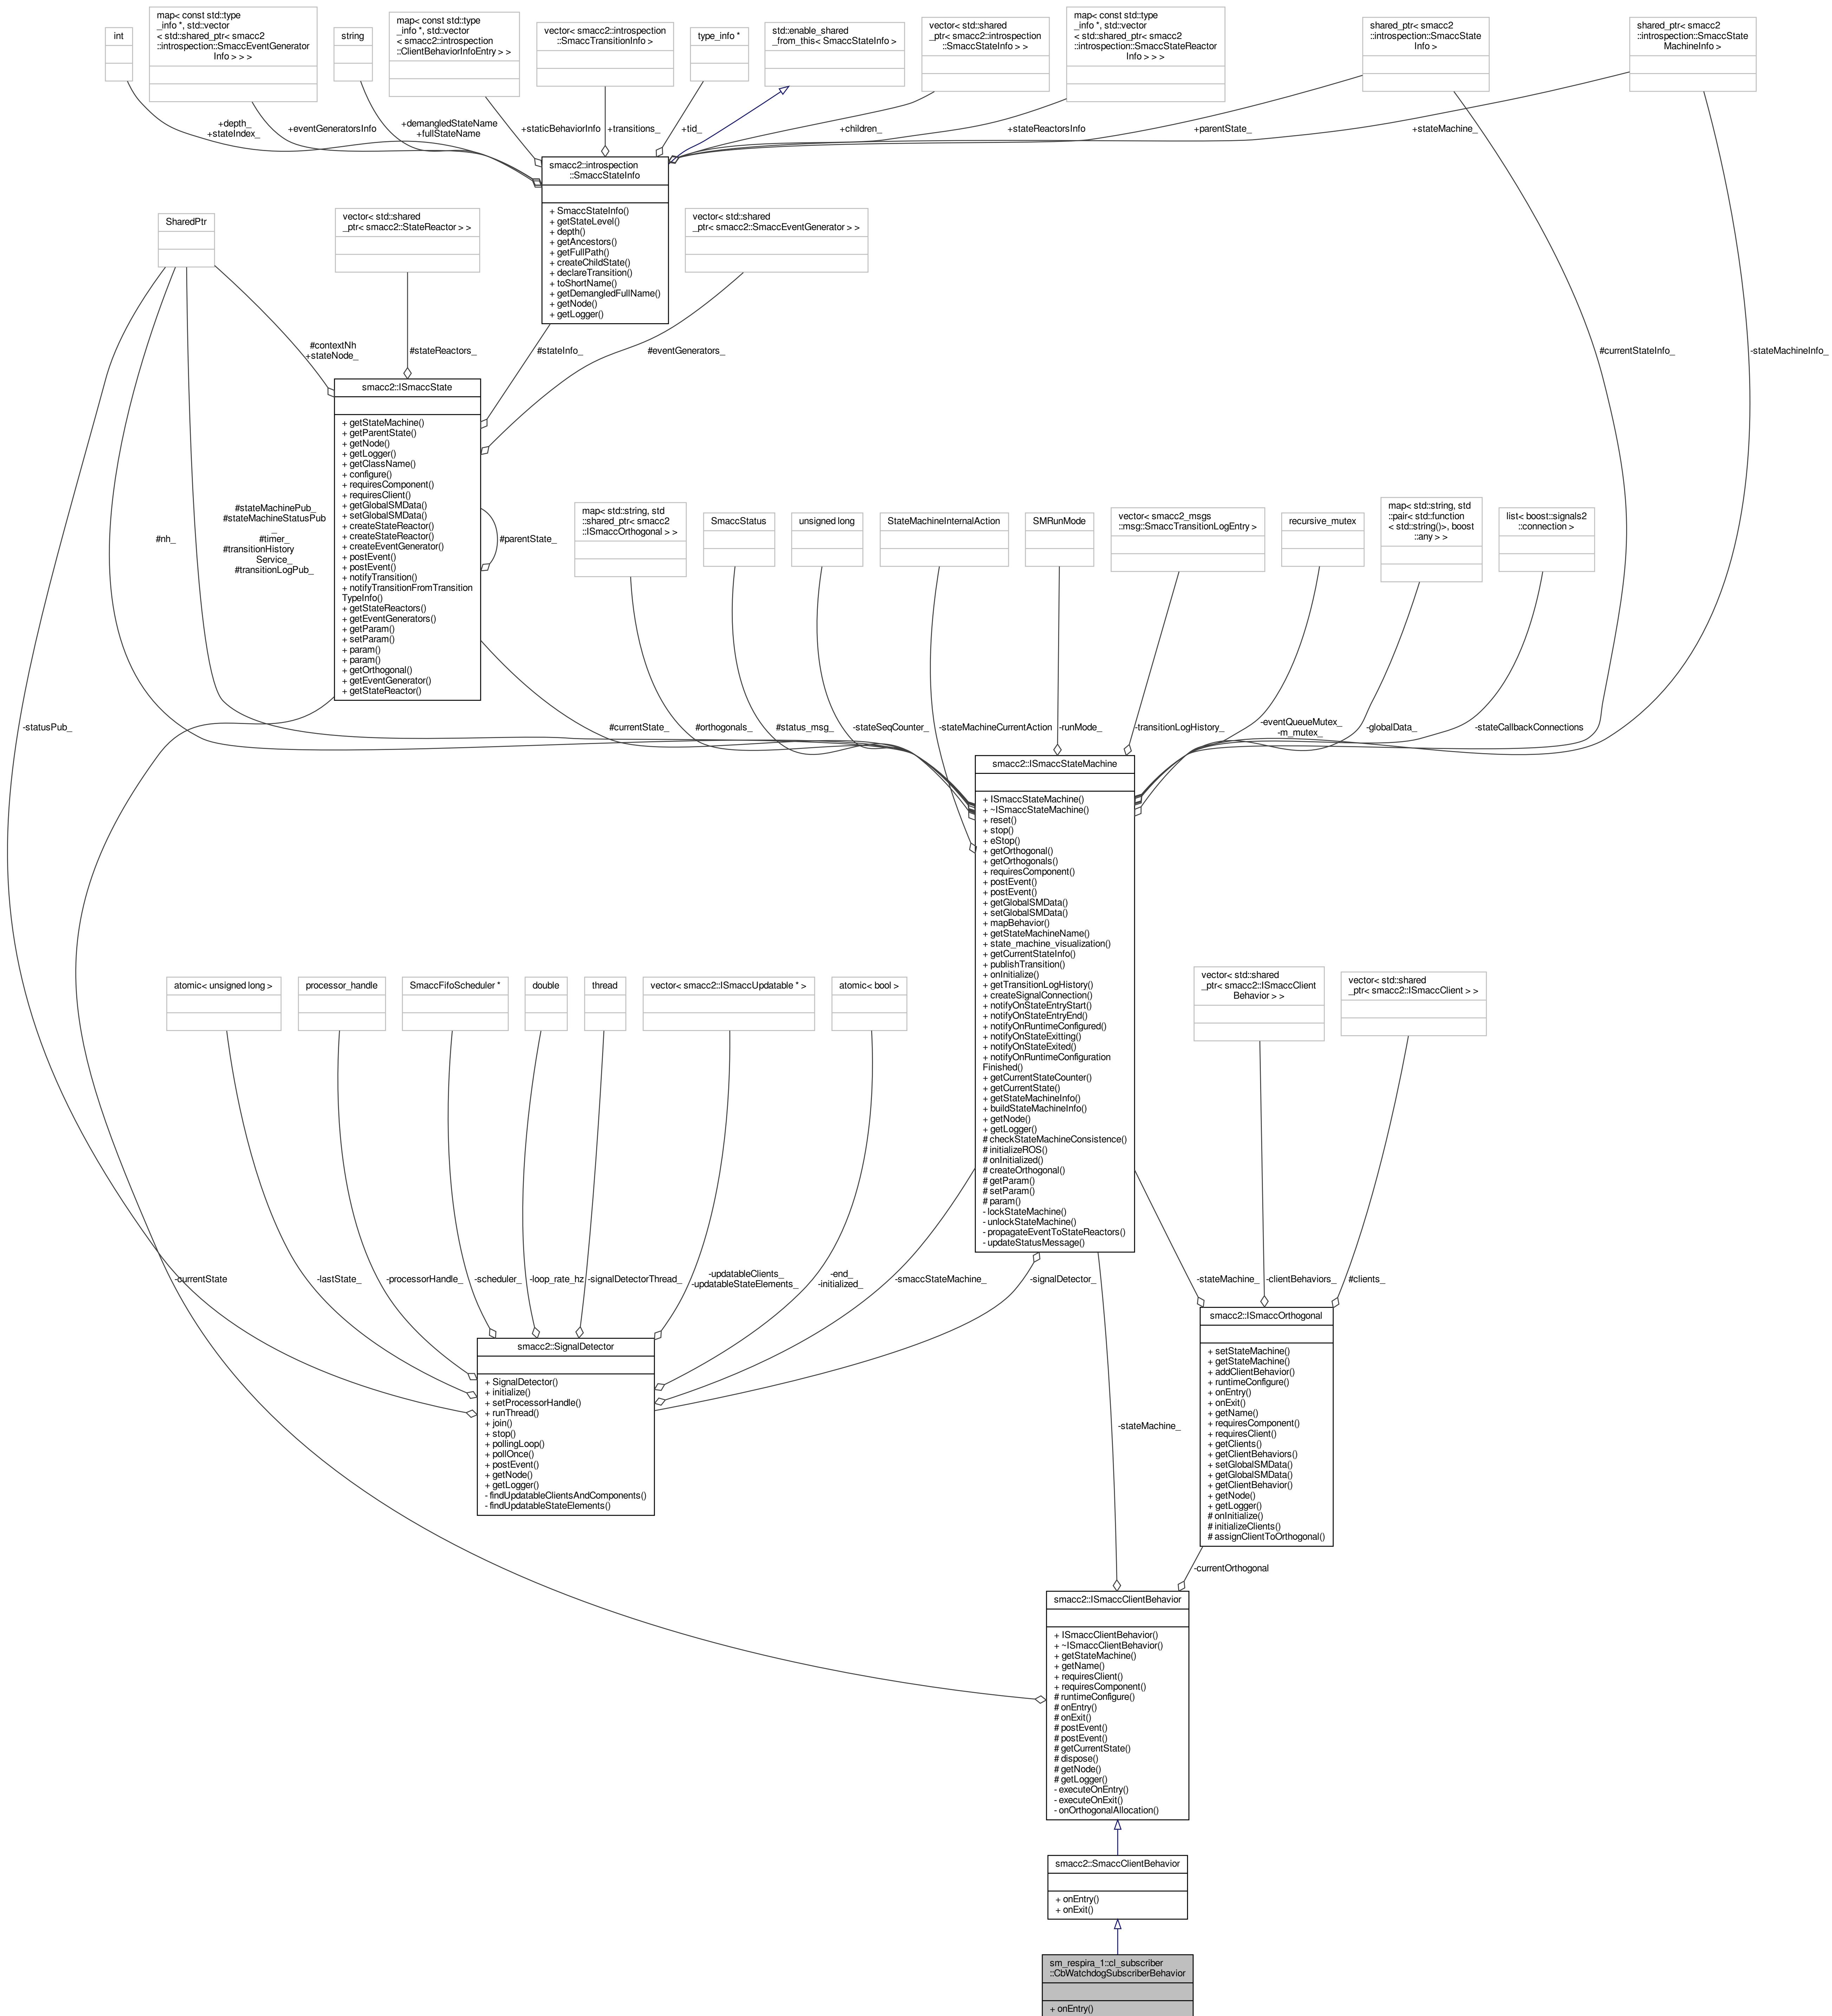 int
map< const std::type
_info *, std::vector
< std::shared_ptr< smacc2
::introspection::SmaccEventGenerator
Info > > >
string
map< const std::type
_info *, std::vector
< smacc2::introspection
::ClientBehaviorInfoEntry > >
vector< smacc2::introspection
::SmaccTransitionInfo >
type_info *
std::enable_shared
_from_this< SmaccStateInfo >
vector< std::shared
_ptr< smacc2::introspection
::SmaccStateInfo > >
map< const std::type
_info *, std::vector
< std::shared_ptr< smacc2
::introspection::SmaccStateReactor
Info > > >
shared_ptr< smacc2
::introspection::SmaccState
Info >
shared_ptr< smacc2
::introspection::SmaccState
MachineInfo >
+depth_
+stateIndex_
+eventGeneratorsInfo
+demangledStateName
+fullStateName
+staticBehaviorInfo
+transitions_
+tid_
+children_
+stateReactorsInfo
+parentState_
+stateMachine_
smacc2::introspection
::SmaccStateInfo
+ SmaccStateInfo()
+ getStateLevel()
+ depth()
+ getAncestors()
+ getFullPath()
+ createChildState()
+ declareTransition()
+ toShortName()
+ getDemangledFullName()
+ getNode()
+ getLogger()
SharedPtr
vector< std::shared
_ptr< smacc2::StateReactor > >
vector< std::shared
_ptr< smacc2::SmaccEventGenerator > >
#contextNh
+stateNode_
#stateReactors_
#stateInfo_
#eventGenerators_
#currentStateInfo_
-stateMachineInfo_
smacc2::ISmaccState
+ getStateMachine()
+ getParentState()
+ getNode()
+ getLogger()
+ getClassName()
+ configure()
+ requiresComponent()
+ requiresClient()
+ getGlobalSMData()
+ setGlobalSMData()
+ createStateReactor()
+ createStateReactor()
+ createEventGenerator()
+ postEvent()
+ postEvent()
+ notifyTransition()
+ notifyTransitionFromTransition
TypeInfo()
+ getStateReactors()
+ getEventGenerators()
+ getParam()
+ setParam()
+ param()
+ param()
+ getOrthogonal()
+ getEventGenerator()
+ getStateReactor()
#parentState_
#nh_
#stateMachinePub_
#stateMachineStatusPub
_
#timer_
#transitionHistory
Service_
#transitionLogPub_
map< std::string, std
::shared_ptr< smacc2
::ISmaccOrthogonal > >
SmaccStatus
unsigned long
StateMachineInternalAction
SMRunMode
vector< smacc2_msgs
::msg::SmaccTransitionLogEntry >
recursive_mutex
map< std::string, std
::pair< std::function
< std::string()>, boost
::any > >
list< boost::signals2
::connection >
-statusPub_
#currentState_
#orthogonals_
#status_msg_
-stateSeqCounter_
-stateMachineCurrentAction
-runMode_
-transitionLogHistory_
-eventQueueMutex_
-m_mutex_
-globalData_
-stateCallbackConnections
smacc2::ISmaccStateMachine
+ ISmaccStateMachine()
+ ~ISmaccStateMachine()
+ reset()
+ stop()
+ eStop()
+ getOrthogonal()
+ getOrthogonals()
+ requiresComponent()
+ postEvent()
+ postEvent()
+ getGlobalSMData()
+ setGlobalSMData()
+ mapBehavior()
+ getStateMachineName()
+ state_machine_visualization()
+ getCurrentStateInfo()
+ publishTransition()
+ onInitialize()
+ getTransitionLogHistory()
+ createSignalConnection()
+ notifyOnStateEntryStart()
+ notifyOnStateEntryEnd()
+ notifyOnRuntimeConfigured()
+ notifyOnStateExitting()
+ notifyOnStateExited()
+ notifyOnRuntimeConfiguration
Finished()
+ getCurrentStateCounter()
+ getCurrentState()
+ getStateMachineInfo()
+ buildStateMachineInfo()
+ getNode()
+ getLogger()
# checkStateMachineConsistence()
# initializeROS()
# onInitialized()
# createOrthogonal()
# getParam()
# setParam()
# param()
- lockStateMachine()
- unlockStateMachine()
- propagateEventToStateReactors()
- updateStatusMessage()
atomic< unsigned long >
processor_handle
SmaccFifoScheduler *
double
thread
vector< smacc2::ISmaccUpdatable * >
atomic< bool >
vector< std::shared
_ptr< smacc2::ISmaccClient
Behavior > >
vector< std::shared
_ptr< smacc2::ISmaccClient > >
-currentState
-lastState_
-processorHandle_
-scheduler_
-loop_rate_hz
-signalDetectorThread_
-updatableClients_
-updatableStateElements_
-end_
-initialized_
-smaccStateMachine_
-signalDetector_
-stateMachine_
-clientBehaviors_
#clients_
smacc2::SignalDetector
+ SignalDetector()
+ initialize()
+ setProcessorHandle()
+ runThread()
+ join()
+ stop()
+ pollingLoop()
+ pollOnce()
+ postEvent()
+ getNode()
+ getLogger()
- findUpdatableClientsAndComponents()
- findUpdatableStateElements()
smacc2::ISmaccOrthogonal
+ setStateMachine()
+ getStateMachine()
+ addClientBehavior()
+ runtimeConfigure()
+ onEntry()
+ onExit()
+ getName()
+ requiresComponent()
+ requiresClient()
+ getClients()
+ getClientBehaviors()
+ setGlobalSMData()
+ getGlobalSMData()
+ getClientBehavior()
+ getNode()
+ getLogger()
# onInitialize()
# initializeClients()
# assignClientToOrthogonal()
-stateMachine_
-currentOrthogonal
smacc2::ISmaccClientBehavior
+ ISmaccClientBehavior()
+ ~ISmaccClientBehavior()
+ getStateMachine()
+ getName()
+ requiresClient()
+ requiresComponent()
# runtimeConfigure()
# onEntry()
# onExit()
# postEvent()
# postEvent()
# getCurrentState()
# dispose()
# getNode()
# getLogger()
- executeOnEntry()
- executeOnExit()
- onOrthogonalAllocation()
smacc2::SmaccClientBehavior
+ onEntry()
+ onExit()
sm_respira_1::cl_subscriber
::CbWatchdogSubscriberBehavior
+ onEntry()